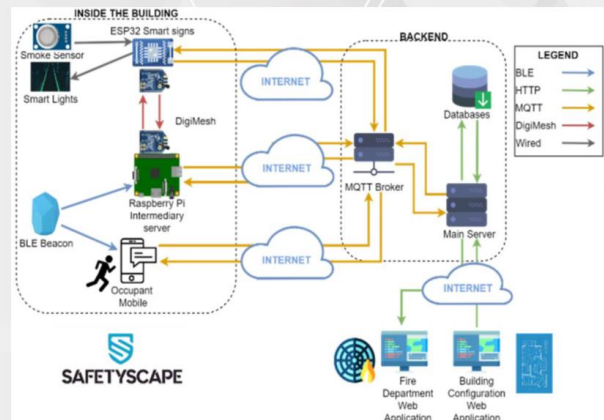 INSIDE THE BUILDING
ESP32 Smart signs
Smoke Sensor
Smart Lights
DigiMesh
Raspberry Pi
Intermediary
server
BLE Beacon
Occupant
Mobile
INTERNET
INTERNET
INTERNET
BACKEND
Databases
MQTT Broker
Main Server
INTERNET
LEGEND
BLE
HTTP
MQTT
DigiMesh
Wired
SAFETYSCAPE
Fire
Department
Web
Application
Building
Configuration
Web
Application